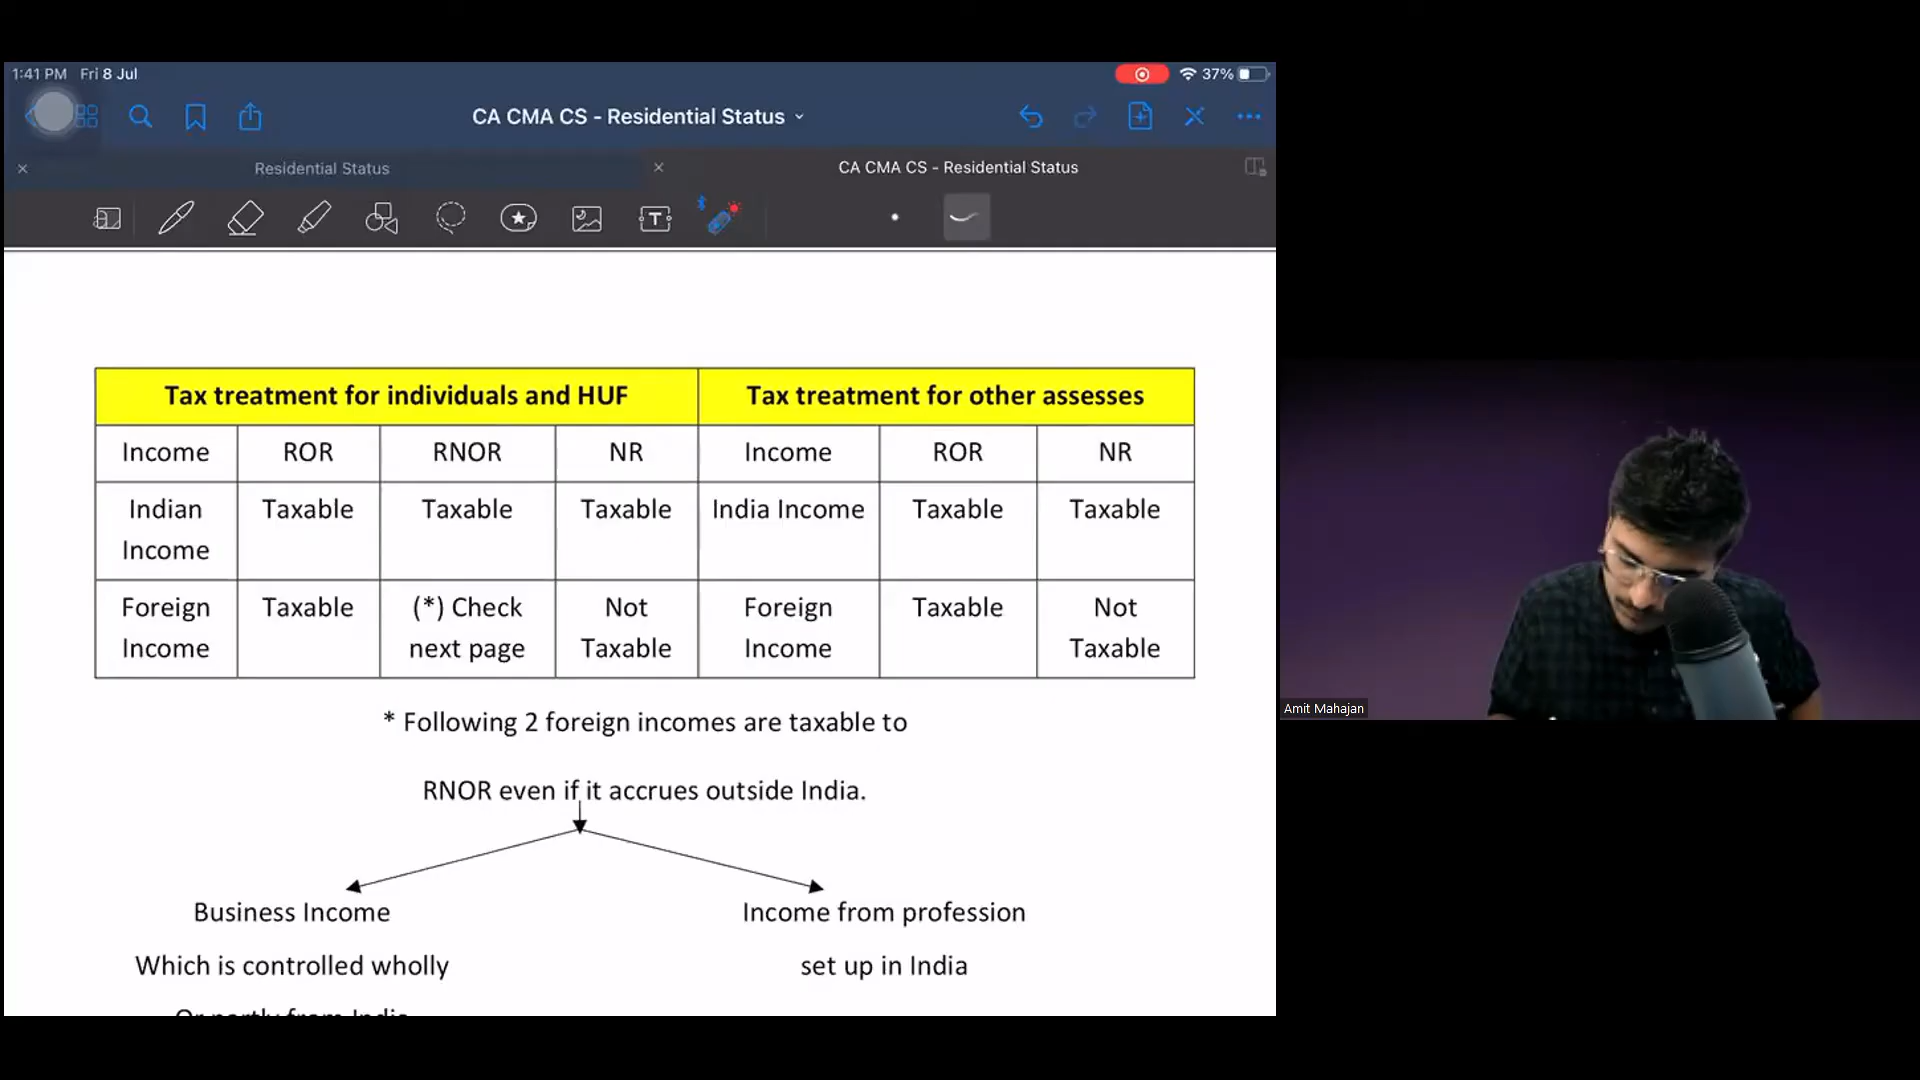 1:41 PM Fri 8 Jul
37%
CA CMA CS - Residential Status
Residential Status
CA CMA CS - Residential Status
T
Tax treatment for individuals and HUF Tax treatment for other assesses
Income ROR RNOR NR Income ROR NR
Indian Taxable Taxable Taxable India Income Taxable Taxable
Income
Foreign Taxable (*) Check Not Foreign Taxable Not
Income next page Taxable Income Taxable
* Following 2 foreign incomes are taxable to
RNOR even if it accrues outside India.
Business Income Income from profession
Which is controlled wholly set up in India
Or partly from India
Amit Mahajan